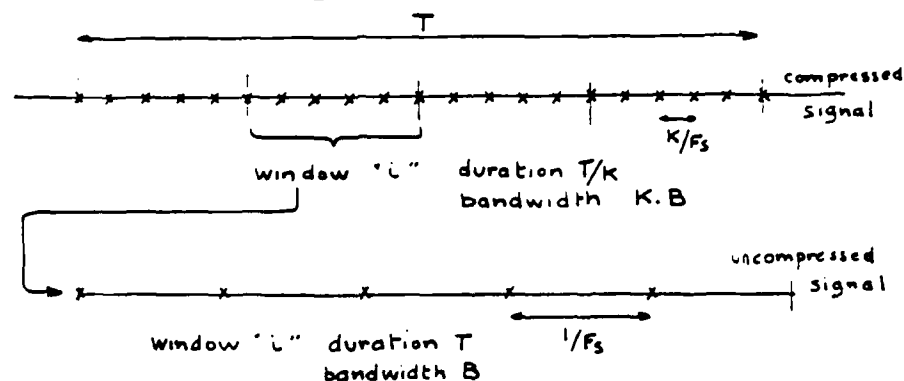 T
compressed
signal
K/Fs
window "i" duration T/K
bandwidth K.B
uncompressed
signal
1/Fs
window "i" duration T
bandwidth B